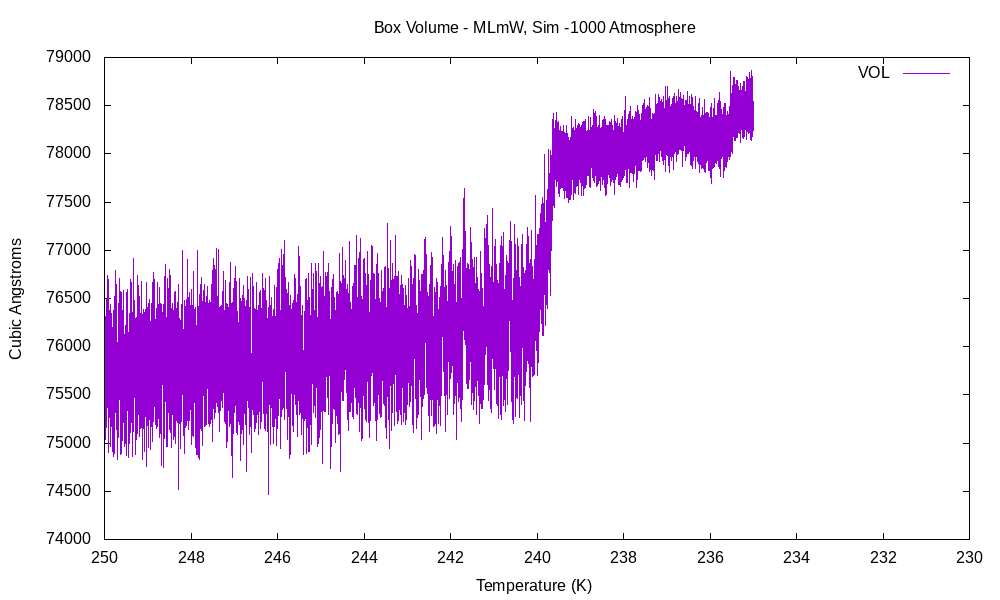 Box Volume - MLmW, Sim -1000 Atmosphere
79000
78500
78000
77500
77000
76500
76000
75500
75000
74500
74000
Cubic Angstroms
VOL
250 248 246 244 242 240 238 236 234 232 230
Temperature (K)